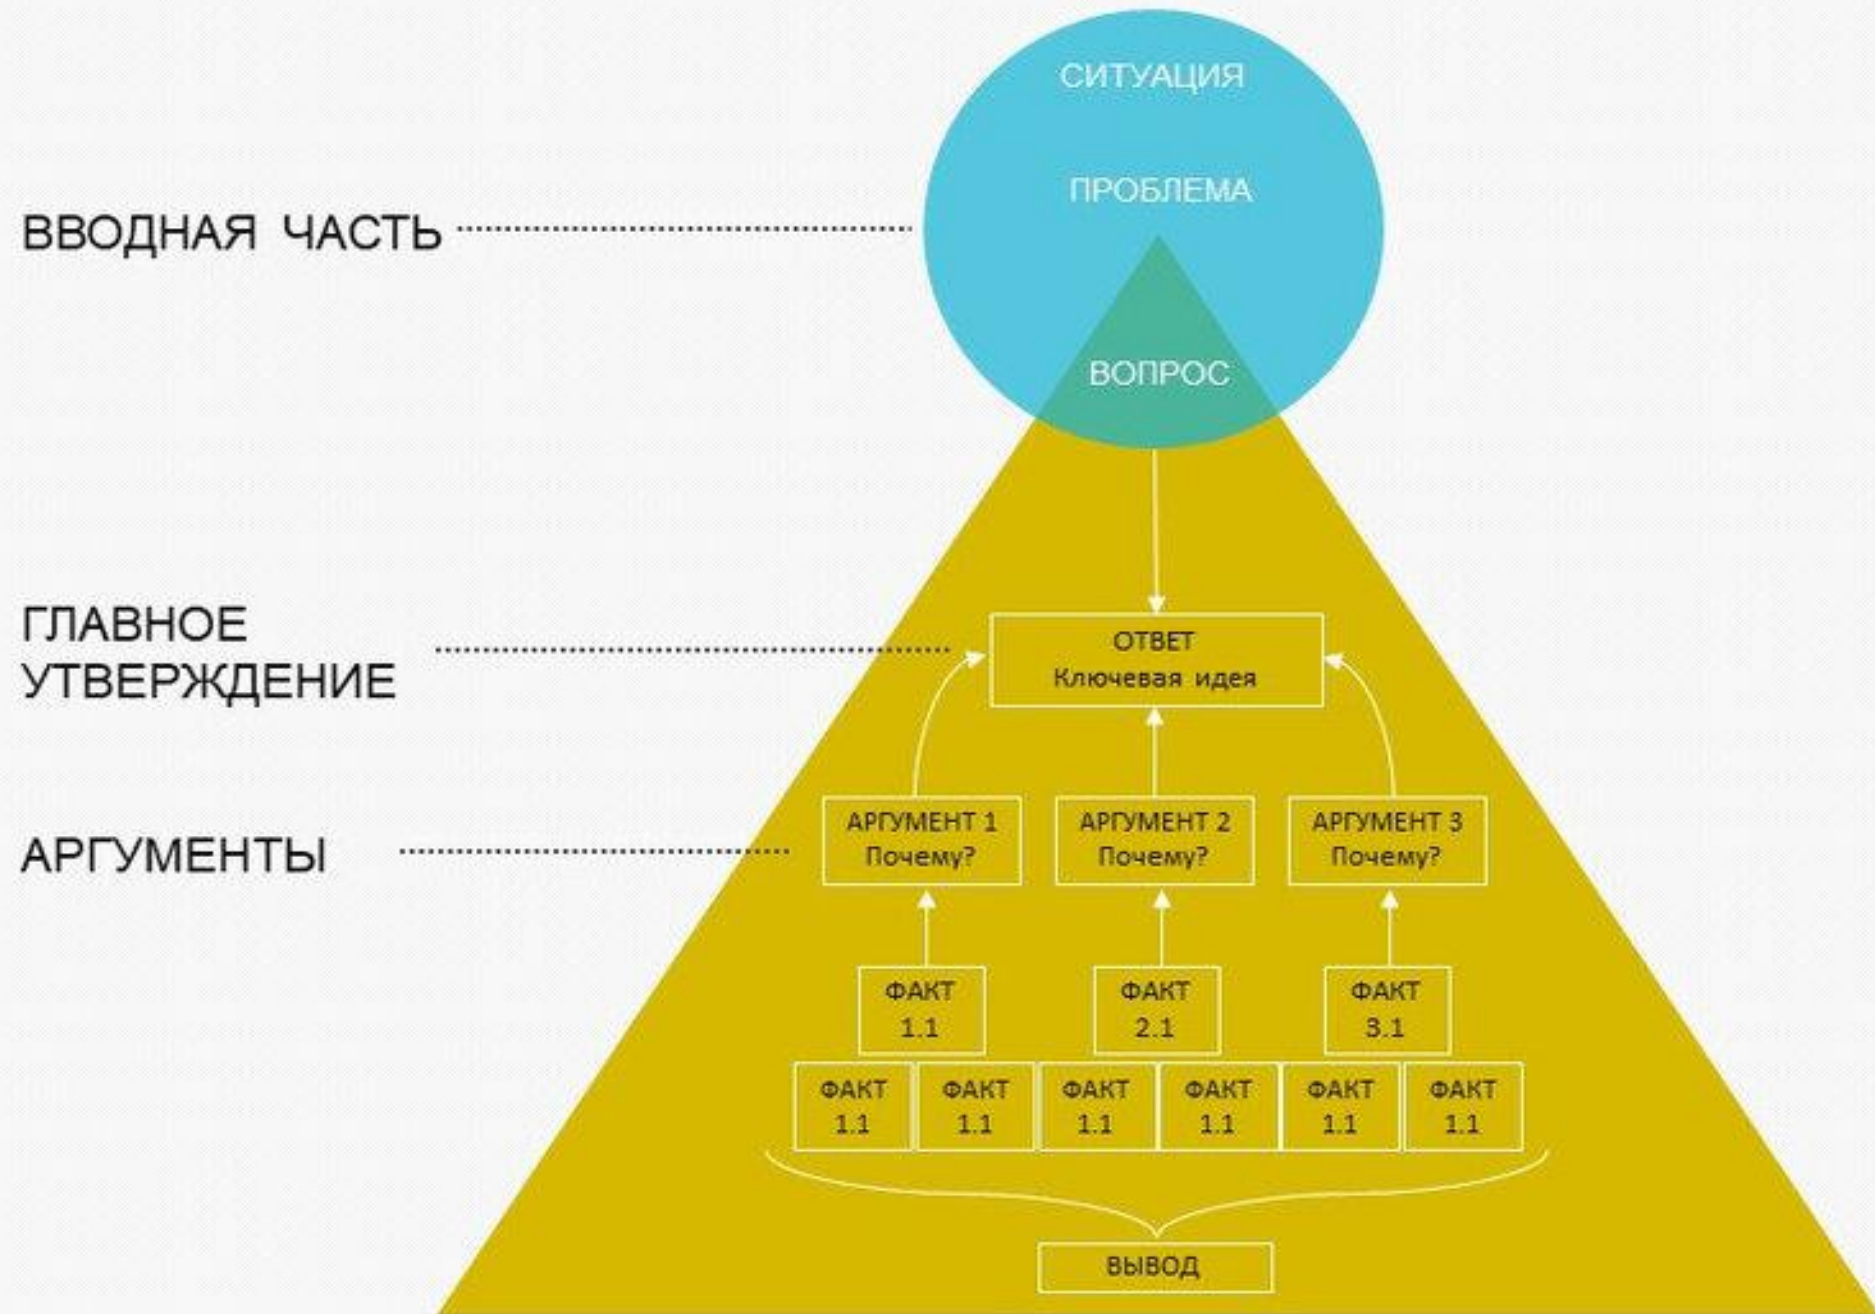 СИТУАЦИЯ
ПРОБЛЕМА
ВВОДНАЯ ЧАСТЬ
ВОПРОС
ГЛАВНОЕ
УТВЕРЖДЕНИЕ
ОТВЕТ
Ключевая идея
АРГУМЕНТЫ
АРГУМЕНТ 1
Почему?
АРГУМЕНТ 2
Почему?
АРГУМЕНТ 3
Почему?
ФАКТ
1.1
ФАКТ
2.1
ФАКТ
3.1
ФАКТ
1.1
ФАКТ
1.1
ФАКТ
1.1
ФАКТ
1.1
ФАКТ
1.1
ФАКТ
1.1
ВЫВОД